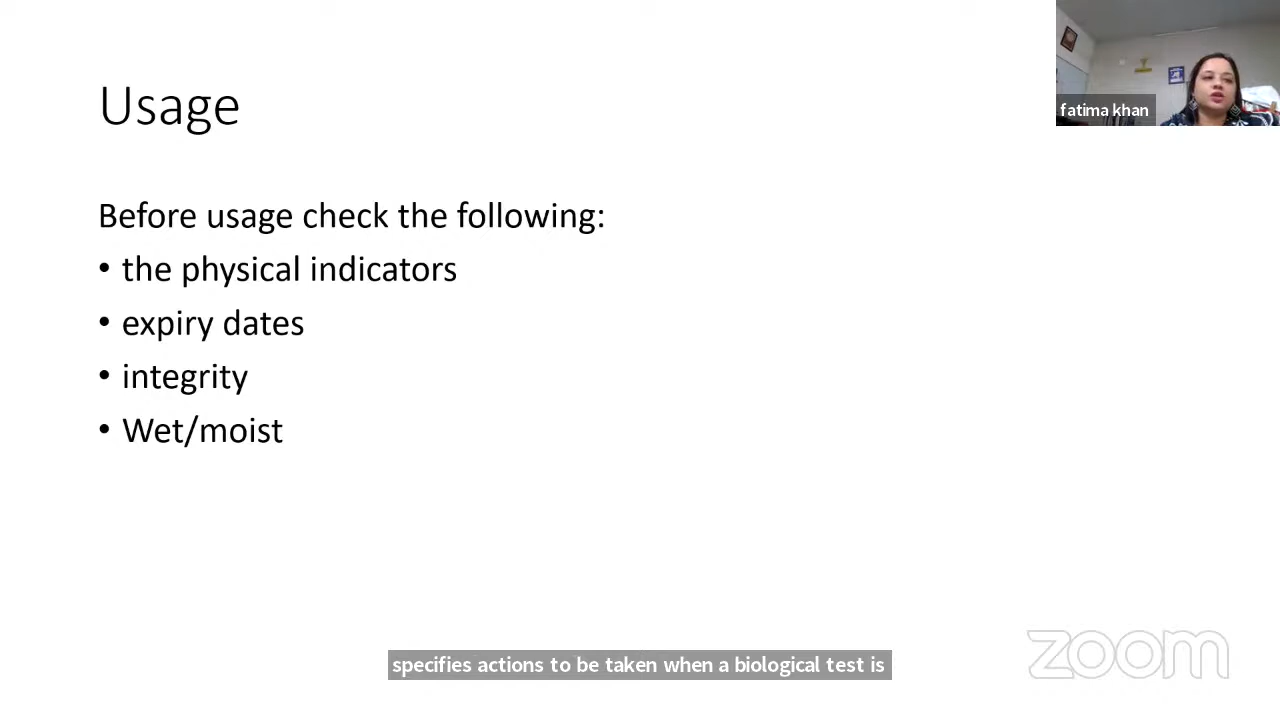 Usage
fatima khan
Before usage check the following:
• the physical indicators
• expiry dates
• integrity
• Wet/moist
specifies actions to be taken when a biological test is
zoom